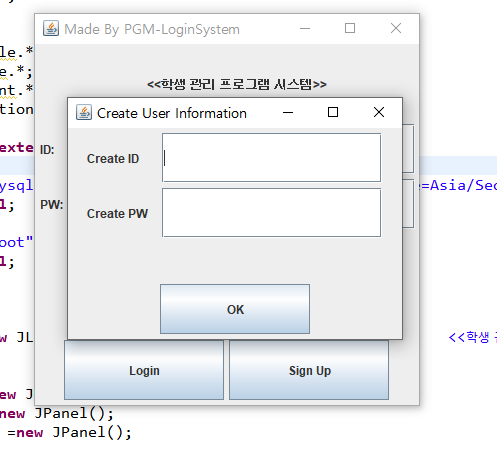 Made By PGM-LoginSystem
<<학생 관리 프로그램 시스템>>
Create User Information
Create ID
Create PW
OK
ID:
PW:
Login
Sign Up
le.*
e.*;
nt.*
tion
exte
ysql
=Asia/Seo
1;
oot"
1;
w JL
<<학생
ew J
new JPanel();
=new JPanel();